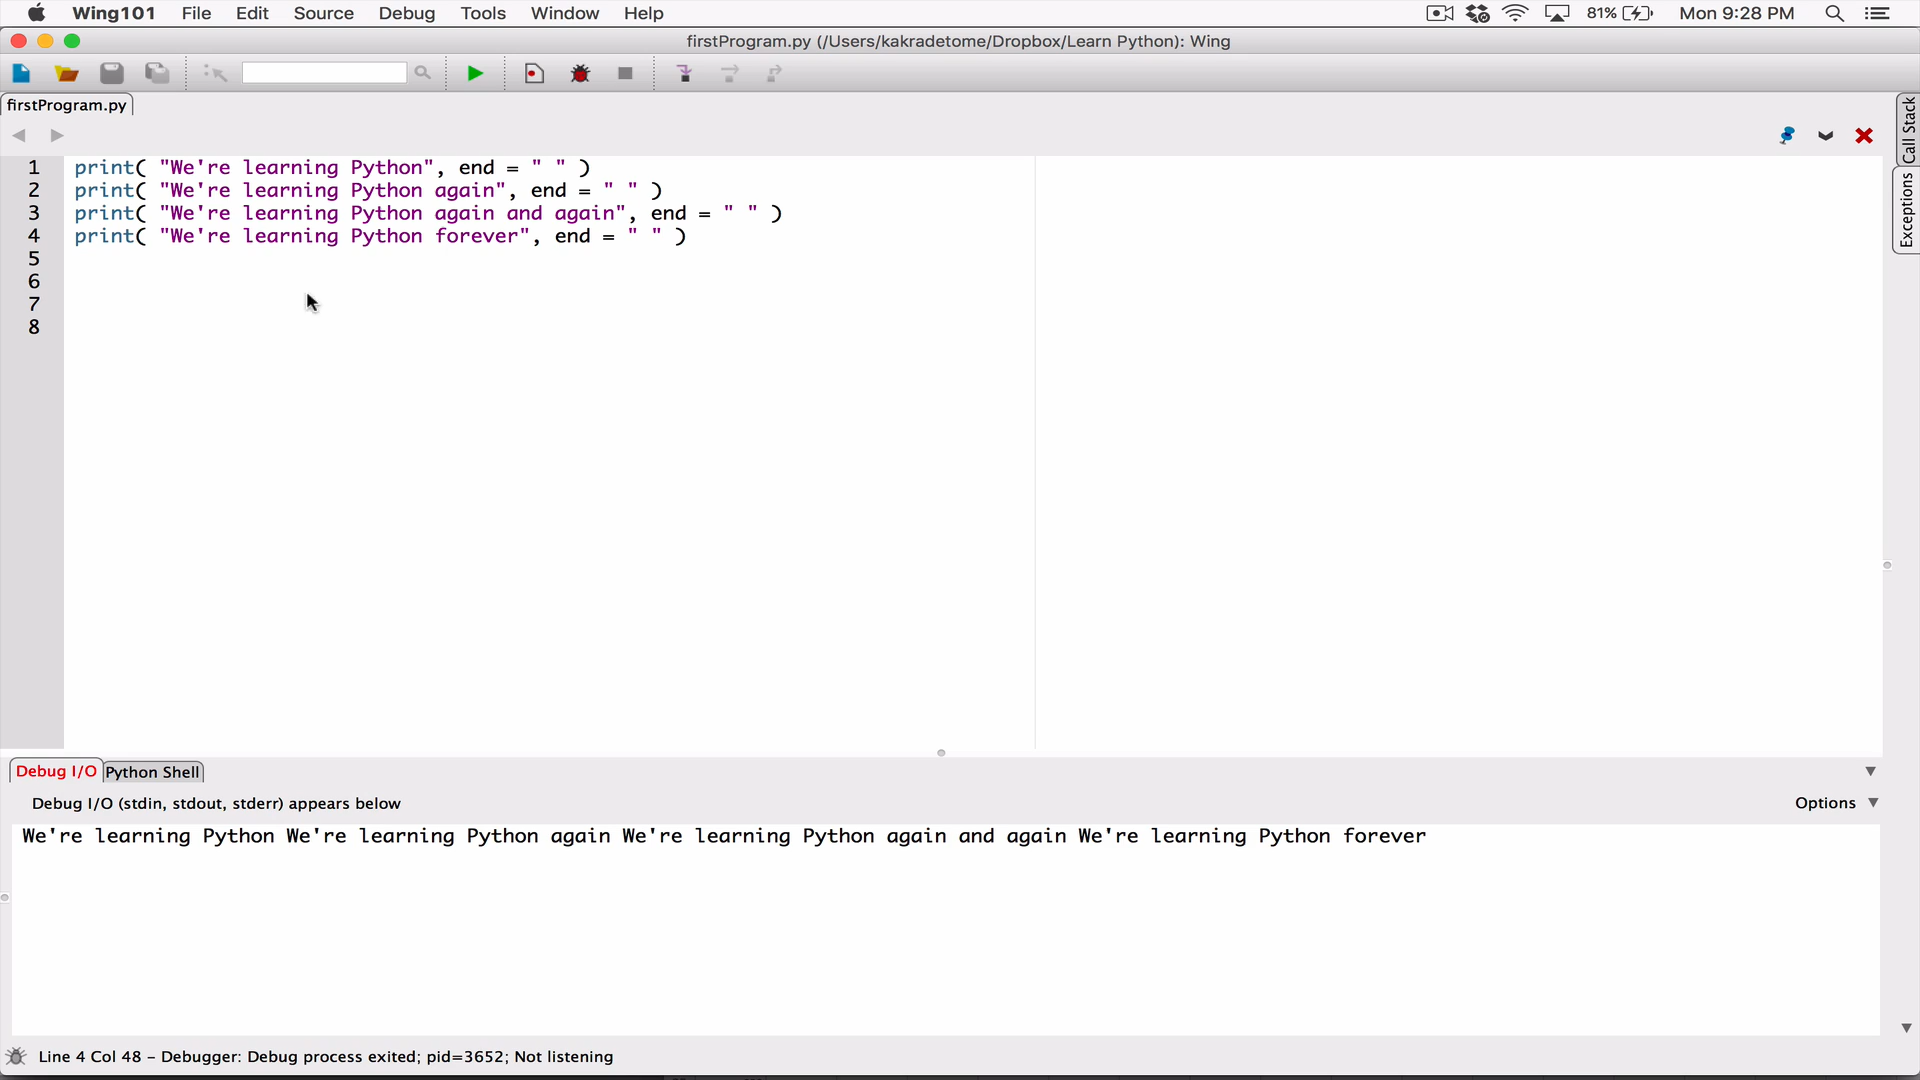 Wing101 File Edit Source Debug Tools Window Help 81% Mon 9:28 PM
firstProgram.py (/Users/kakradetome/Dropbox/Learn Python): Wing
firstProgram.py
Call Stack
Exceptions
1 print( "We're learning Python", end = " " )
2 print( "We're learning Python again", end = " " )
3 print( "We're learning Python again and again", end = " " )
4 print( "We're learning Python forever", end = " " )
5
6
7
8
Debug I/O Python Shell
Debug I/O (stdin, stdout, stderr) appears below Options
We're learning Python We're learning Python again We're learning Python again and again We're learning Python forever
Line 4 Col 48 – Debugger: Debug process exited; pid=3652; Not listening